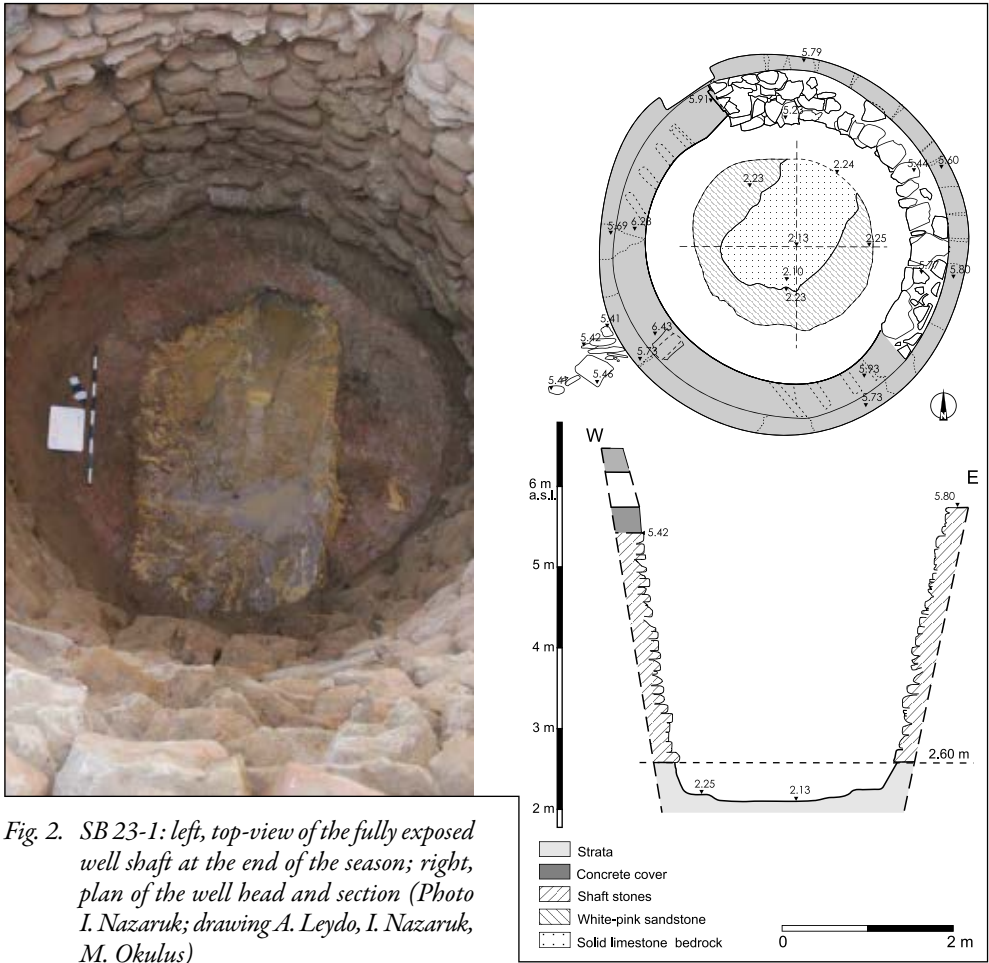 5.79
5.91
5.23
2.24
5.44
5.60
2.23
5.69
6.28
2.13
2.25
2.10
5.80
2.23
5.41
6.43
5.42
5.73
5.93
5.46
5.73
N
W
E
6 m
a.s.l.
5.80
5.42
5 m
4 m
3 m
2.60 m
2.25
2.13
2 m
Strata
Concrete cover
Shaft stones
White-pink sandstone
Solid limestone bedrock
0
2 m
Fig. 2. SB 23-1: left, top-view of the fully exposed
well shaft at the end of the season; right,
plan of the well head and section (Photo
I. Nazaruk; drawing A. Leydo, I. Nazaruk,
M. Okulus)